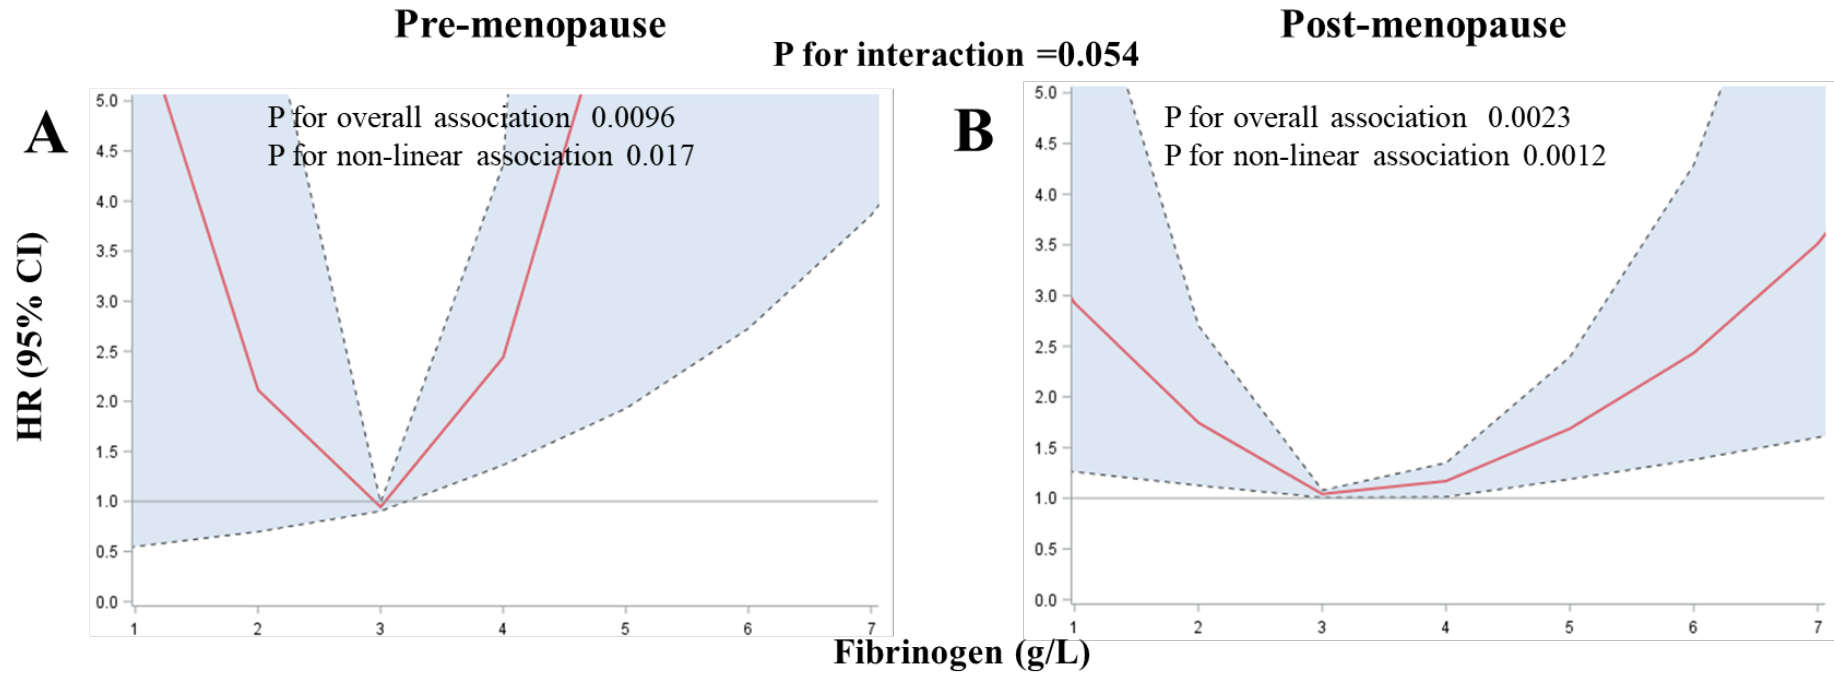 Pre-menopause
Post-menopause
P for interaction =0.054
A
P for overall association 0.0096
P for non-linear association 0.017
5.0
4.5
4.0
3.5
3.0
2.5
2.0
1.5
1.0
0.5
0.0
1 2 3 4 5 6 7
HR (95% CI)
B
P for overall association 0.0023
P for non-linear association 0.0012
5.0
4.5
4.0
3.5
3.0
2.5
2.0
1.5
1.0
0.5
0.0
1 2 3 4 5 6 7
Fibrinogen (g/L)